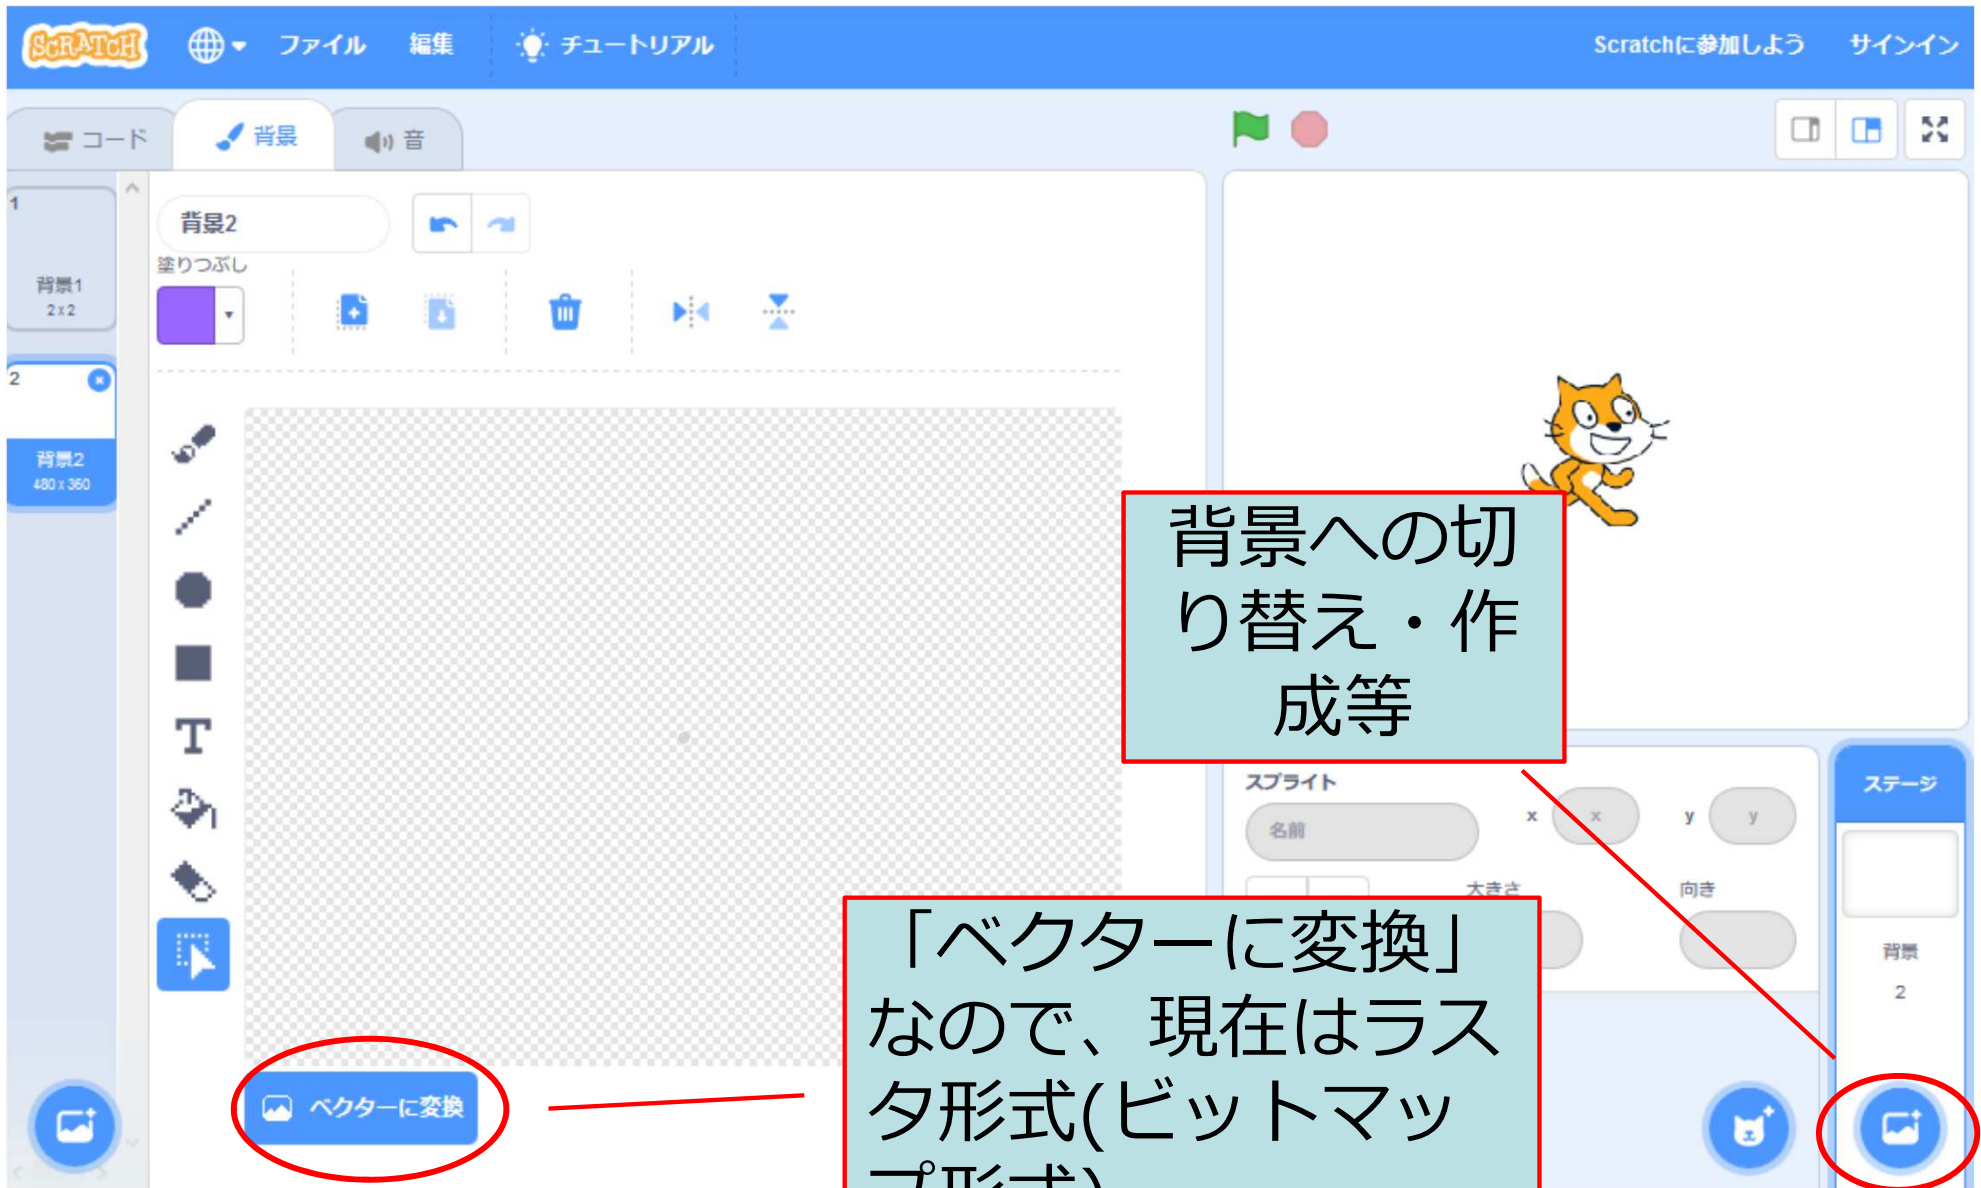 SCRATCH
ファイル 編集 チュートリアル Scratchに参加しよう サインイン
コード 背景 音
1
背景1
2 x 2
2
背景2
480 x 360
背景2
塗りつぶし
T
ベクターに変換
背景への切
り替え・作
成等
「ベクターに変換」
なので、現在はラス
タ形式(ビットマッ
プ形式)
スプライト
名前
x x y y
大きさ 向き
ステージ
背景
2